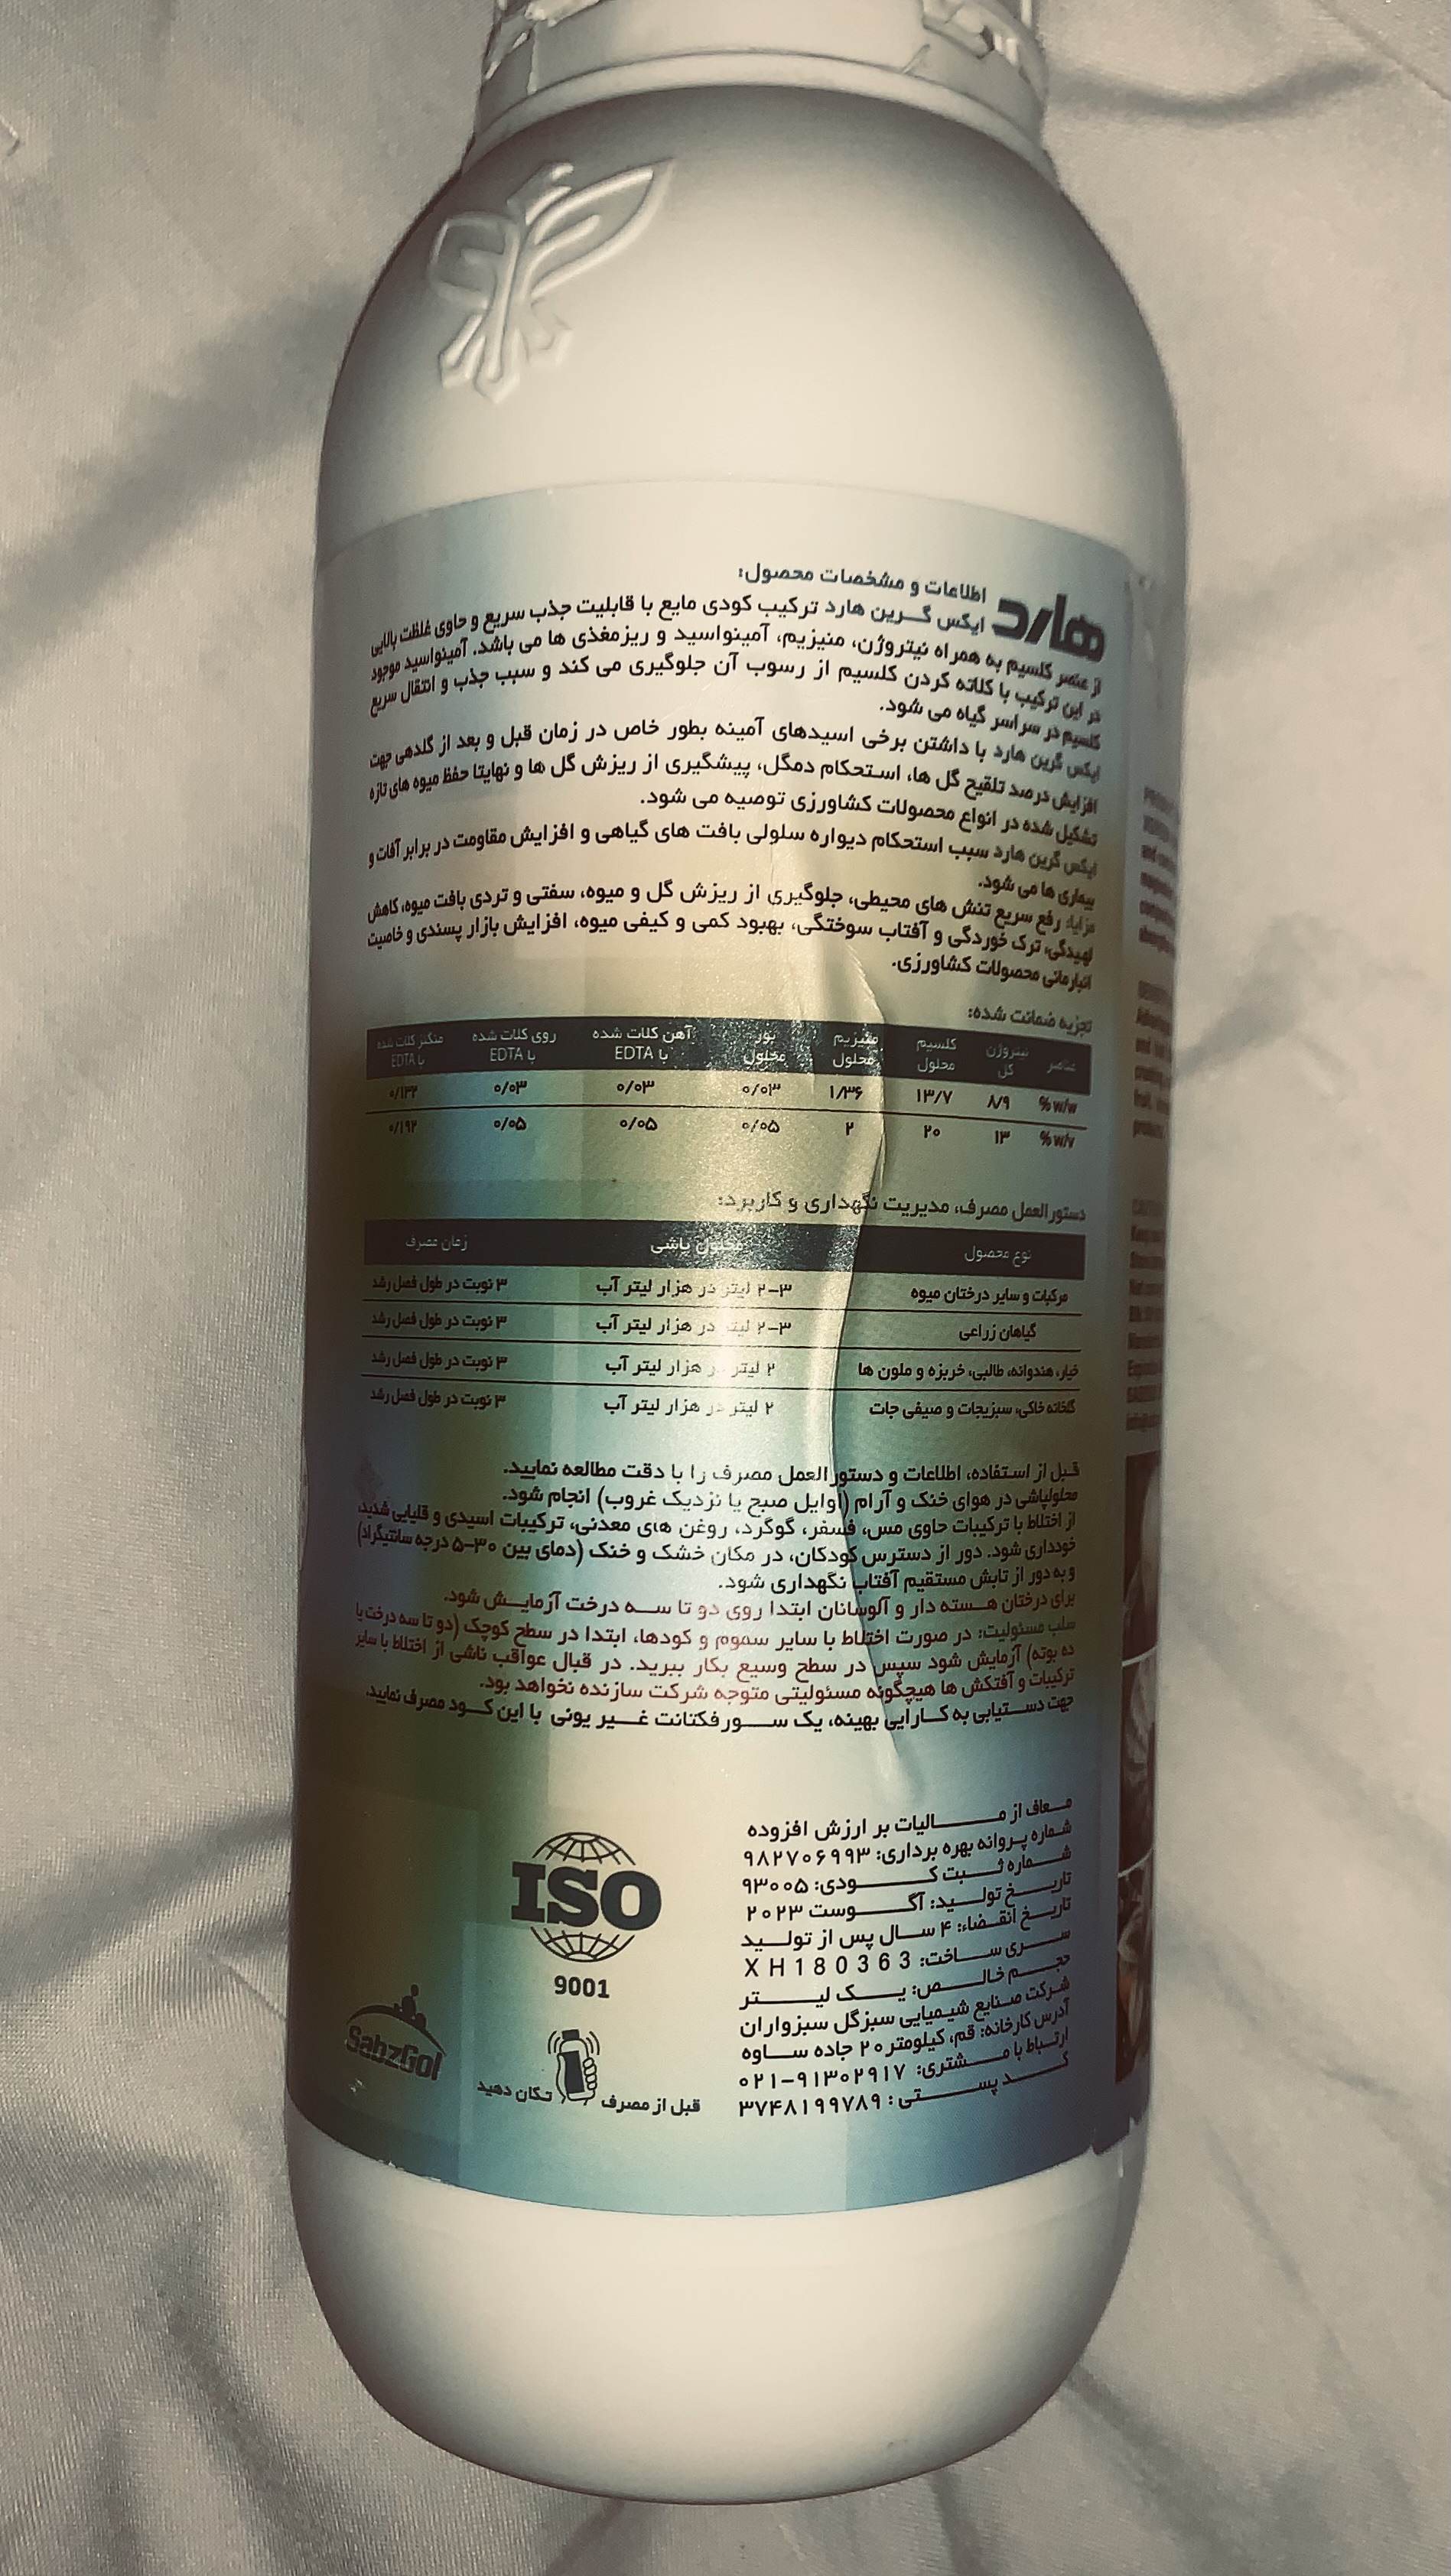 هارد
اطلاعات و مشخصات محصول:
ایکس گرین هارد ترکیب کودی مایع با قابلیت جذب سریع و حاوی غلظت بالایی
از عنصر کلسیم به همراه نیتروژن، منیزیم، آمینواسید و ریزمغذی ها می باشد. آمینواسید موجود
در این ترکیب با کلاته کردن کلسیم از رسوب آن جلوگیری می کند و سبب جذب و انتقال سریع
کلسیم در سراسر گیاه می شود.
ایکس گرین هارد با داشتن برخی اسیدهای آمینه بطور خاص در زمان قبل و بعد از گلدهی جهت
افزایش درصد تلقیح گل ها، استحکام دمگل، پیشگیری از ریزش گل ها و نهایتا حفظ میوه های تازه
تشکیل شده در انواع محصولات کشاورزی توصیه می شود.
ایکس گرین هارد سبب استحکام دیواره سلولی بافت های گیاهی و افزایش مقاومت در برابر آفات و
بیماری ها می شود.
مزایا: رفع سریع تنش های محیطی، جلوگیری از ریزش گل و میوه، سفتی و تردی بافت میوه، کاهش
لهیدگی، ترک خوردگی و آفتاب سوختگی، بهبود کمی و کیفی میوه، افزایش بازار پسندی و خاصیت
انبارمانی محصولات کشاورزی.
تجزیه ضمانت شده:
عناصر نیتروژن کل کلسیم محلول منیزیم محلول بور محلول آهن کلات شده با EDTA روی کلات شده با EDTA منگنز کلات شده با EDTA
%w/w ۸/۹ ۱۳/۷ ۱/۳۶ ۰/۰۳ ۰/۰۳ ۰/۰۳ ۰/۱۳۲
%w/v ۱۳ ۲۰ ۲ ۰/۰۵ ۰/۰۵ ۰/۰۵ ۰/۱۹۲
دستورالعمل مصرف، مدیریت نگهداری و کاربرد:
نوع محصول محلول پاشی زمان مصرف
مرکبات و سایر درختان میوه ۲-۳ لیتر در هزار لیتر آب ۳ نوبت در طول فصل رشد
گیاهان زراعی ۲-۳ لیتر در هزار لیتر آب ۳ نوبت در طول فصل رشد
خیار، هندوانه، طالبی، خربزه و ملون ها ۲ لیتر در هزار لیتر آب ۳ نوبت در طول فصل رشد
گلخانه خاکی، سبزیجات و صیفی جات ۲ لیتر در هزار لیتر آب ۳ نوبت در طول فصل رشد
قبل از استفاده، اطلاعات و دستورالعمل مصرف را با دقت مطالعه نمایید.
محلولپاشی در هوای خنک و آرام (اوایل صبح یا نزدیک غروب) انجام شود.
از اختلاط با ترکیبات حاوی مس، فسفر، گوگرد، روغن های معدنی، ترکیبات اسیدی و قلیایی شدید،
خودداری شود. دور از دسترس کودکان، در مکان خشک و خنک (دمای بین ۳۰-۵ درجه سانتیگراد)
و به دور از تابش مستقیم آفتاب نگهداری شود.
برای درختان هسته دار و آلوسانان ابتدا روی دو تا سه درخت آزمایش شود.
سلب مسئولیت: در صورت اختلاط با سایر سموم و کودها، ابتدا در سطح کوچک (دو تا سه درخت یا
ده بوته) آزمایش شود سپس در سطح وسیع بکار ببرید. در قبال عواقب ناشی از اختلاط با سایر
ترکیبات و آفتکش ها هیچگونه مسئولیتی متوجه شرکت سازنده نخواهد بود.
جهت دستیابی به کارایی بهینه، یک سورفکتانت غیر یونی با این کود مصرف نمایید.
معاف از مالیات بر ارزش افزوده
شماره پروانه بهره برداری: ۹۸۲۷۰۶۹۹۳
شماره ثبت کودی: ۹۳۰۰۵
تاریخ تولید: آگوست ۲۰۲۳
تاریخ انقضاء: ۴ سال پس از تولید
سری ساخت: XH180363
حجم خالص: یک لیتر
شرکت صنایع شیمیایی سبزگل سبزواران
آدرس کارخانه: قم، کیلومتر ۲۰ جاده ساوه
ارتباط با مشتری: ۰۲۱-۹۱۳۰۲۹۱۷
کد پستی: ۳۷۴۸۱۹۹۷۸۹
ISO
9001
قبل از مصرف تکان دهید
SabzGol